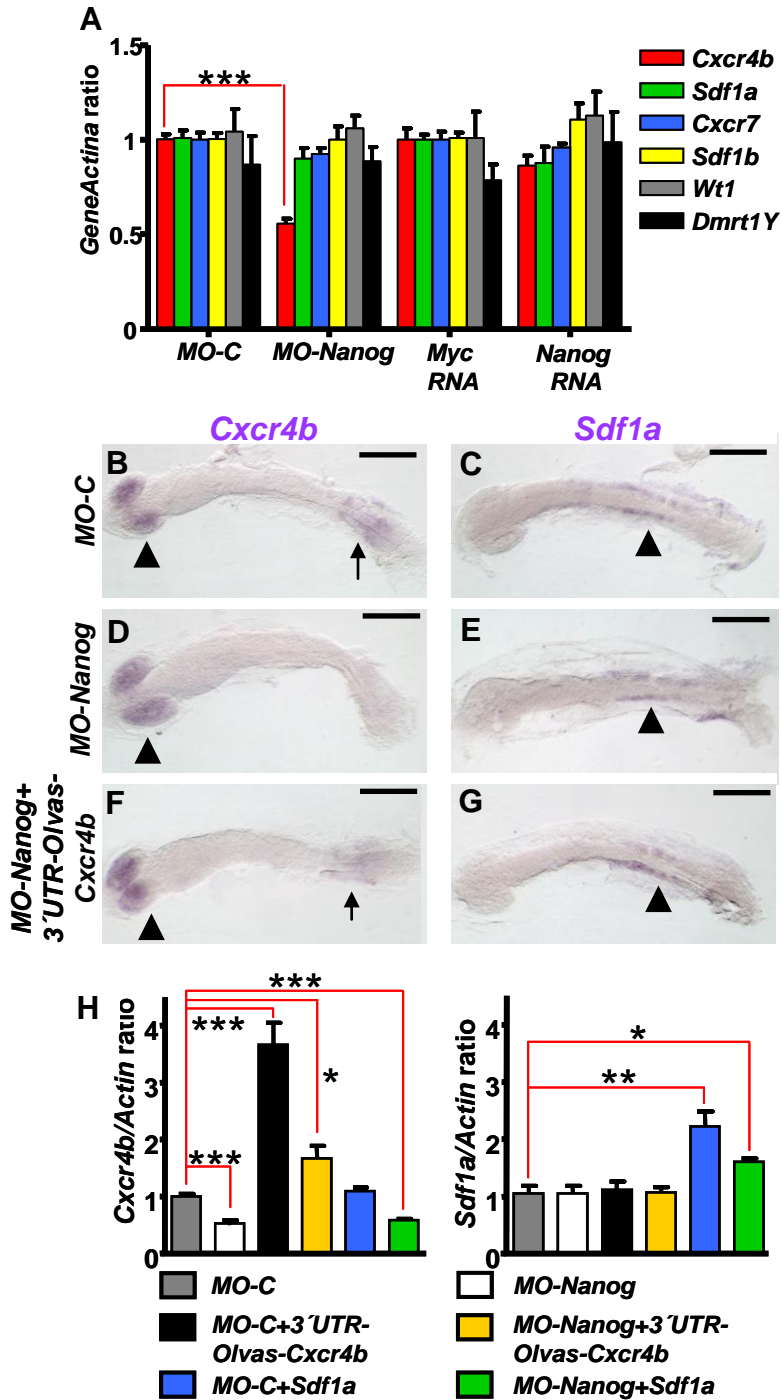 A
1.5
1
0.5
0
GeneActina ratio
***
Cxcr4b
Sdf1a
Cxcr7
Sdf1b
Wt1
Dmrt1Y
MO-C
MO-Nanog
Myc
RNA
Nanog
RNA
Cxcr4b
Sdf1a
MO-C
B
C
MO-Nanog
D
E
MO-Nanog+
3´UTR-Olvas-
Cxcr4b
F
G
H
Cxcr4b/Actin ratio
4
3
2
1
0
***
***
*
***
Sdf1a/Actin ratio
4
3
2
1
0
*
**
MO-C
MO-Nanog
MO-C+3´UTR-
Olvas-Cxcr4b
MO-Nanog+3´UTR-
Olvas-Cxcr4b
MO-C+Sdf1a
MO-Nanog+Sdf1a